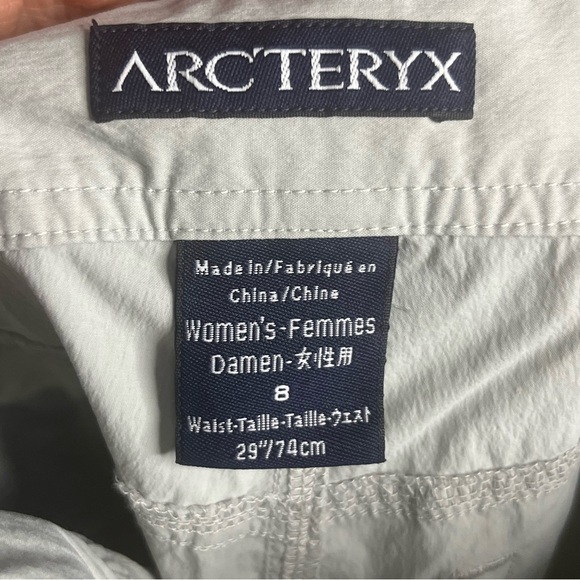 ARC'TERYX
Made in/Fabriqué en
China/Chine
Women's-Femmes
Damen-女性用
8
Waist-Taille-Taille-ウェスト
29"/74cm